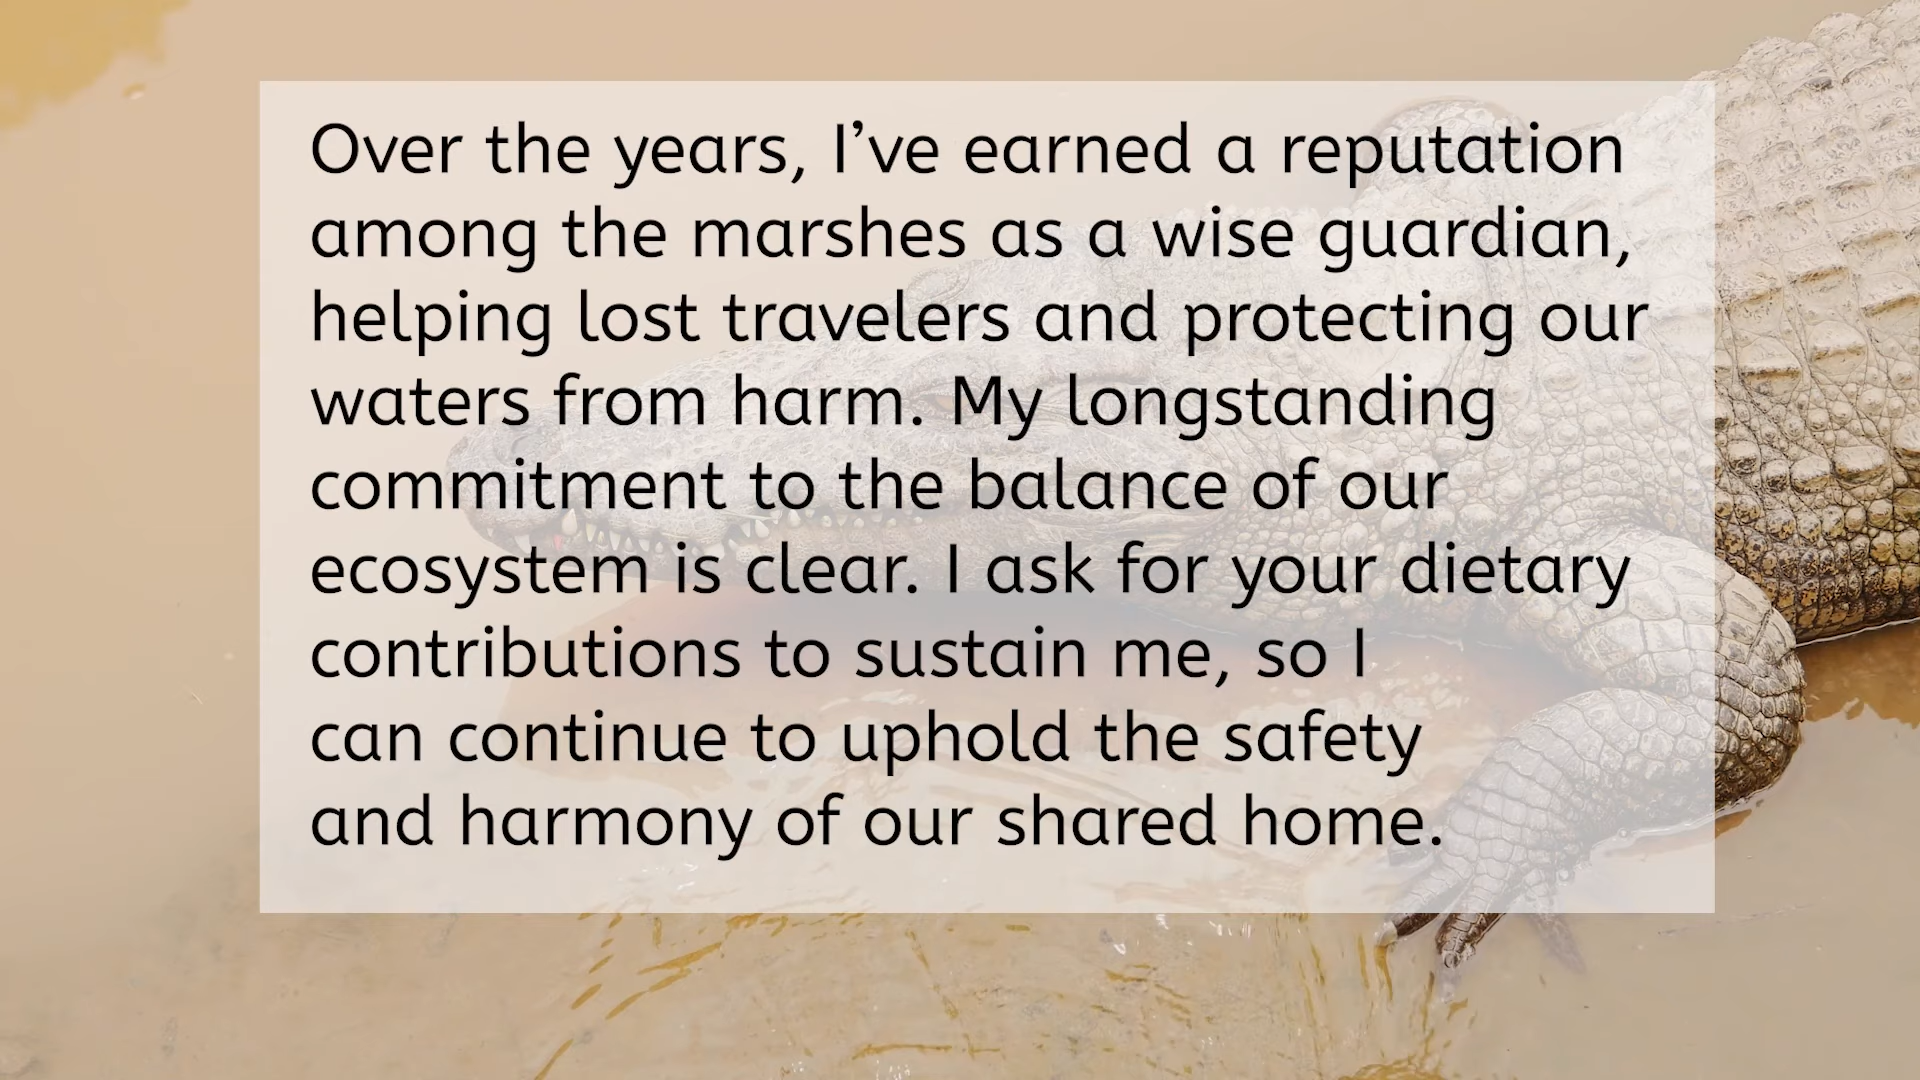 Over the years, I’ve earned a reputation
among the marshes as a wise guardian,
helping lost travelers and protecting our
waters from harm. My longstanding
commitment to the balance of our
ecosystem is clear. I ask for your dietary
contributions to sustain me, so I
can continue to uphold the safety
and harmony of our shared home.